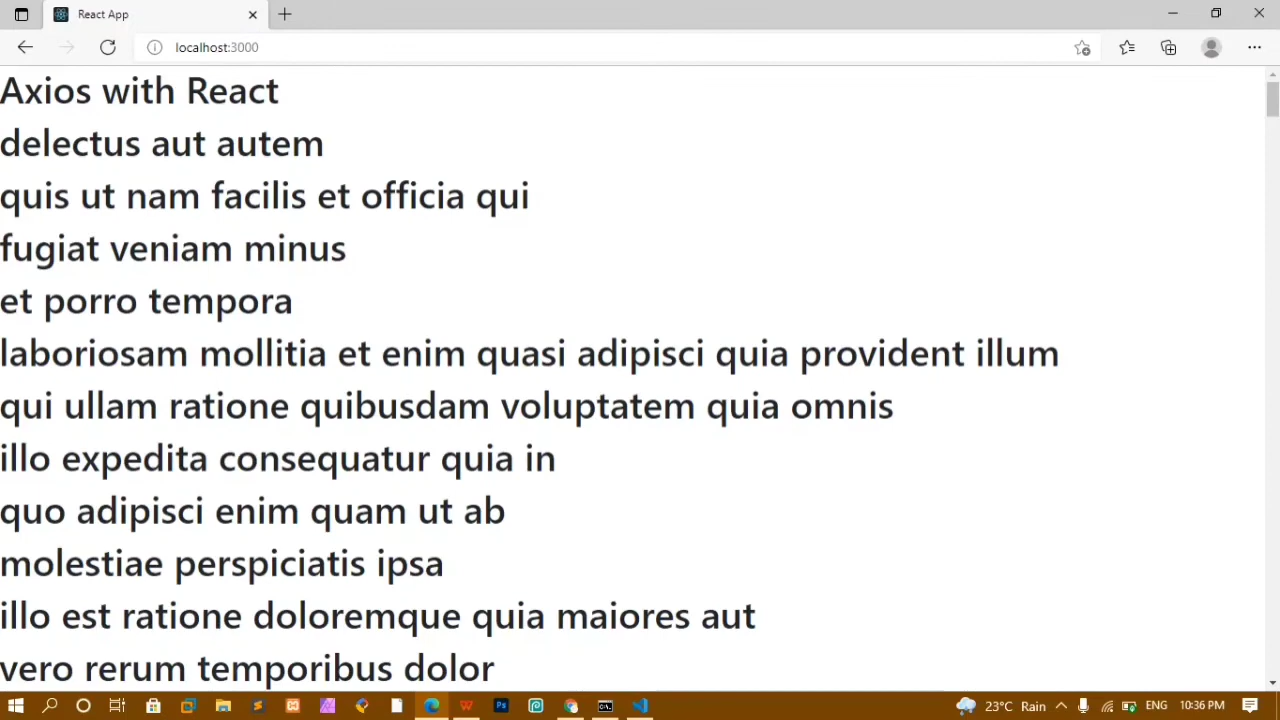 React App
localhost:3000
Axios with React
delectus aut autem
quis ut nam facilis et officia qui
fugiat veniam minus
et porro tempora
laboriosam mollitia et enim quasi adipisci quia provident illum
qui ullam ratione quibusdam voluptatem quia omnis
illo expedita consequatur quia in
quo adipisci enim quam ut ab
molestiae perspiciatis ipsa
illo est ratione doloremque quia maiores aut
vero rerum temporibus dolor
23°C Rain ENG 10:36 PM